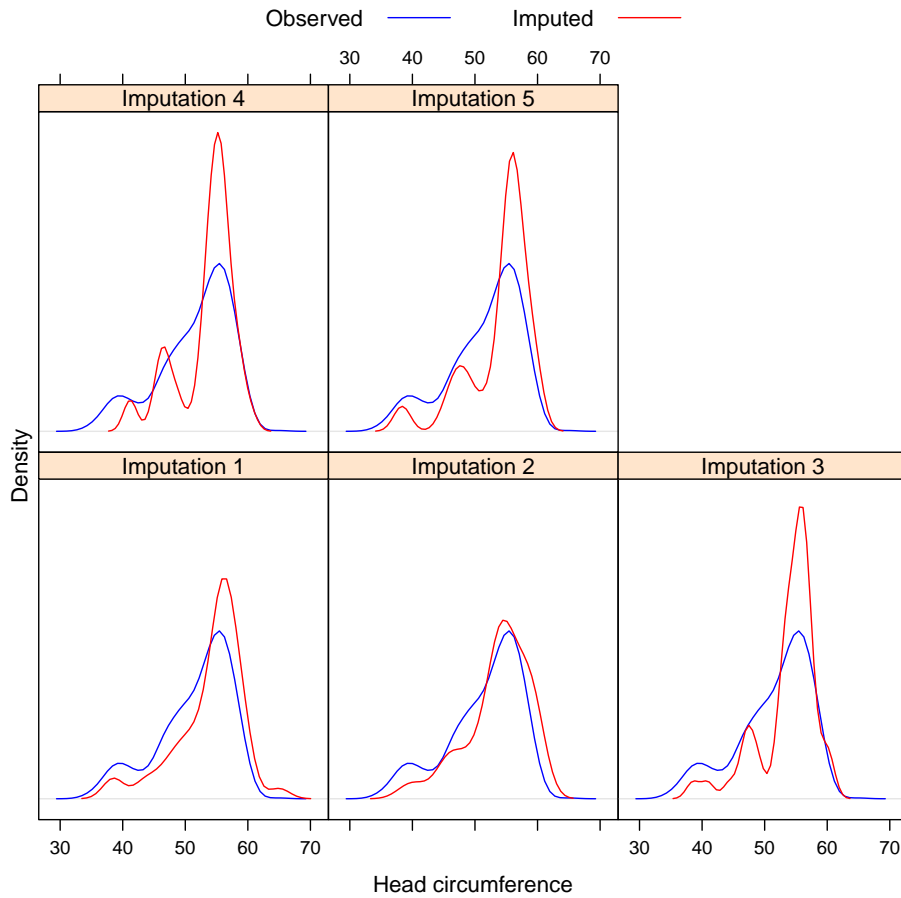 Observed Imputed
30 40 50 60 70
Imputation 4 Imputation 5
Density
Imputation 1 Imputation 2 Imputation 3
30 40 50 60 70 30 40 50 60 70
Head circumference